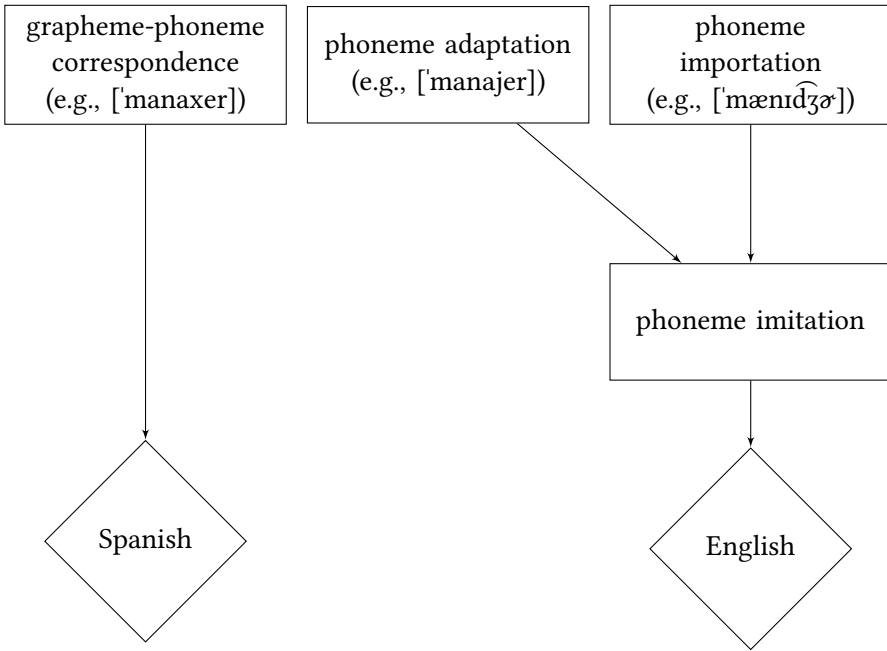 grapheme-phoneme
correspondence
(e.g., [ˈmanaxer])
phoneme adaptation
(e.g., [ˈmanajer])
phoneme
importation
(e.g., [ˈmænɪd͡ʒɚ])
phoneme imitation
Spanish
English